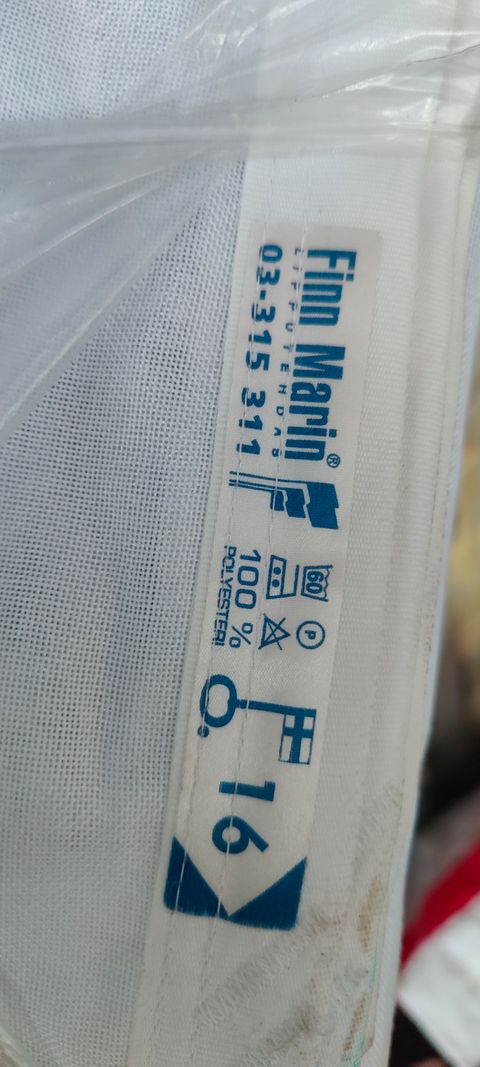 Finn Marin®
LIPPUTEHDAS
03-315 311
60
P
100 %
POLYESTERI
16